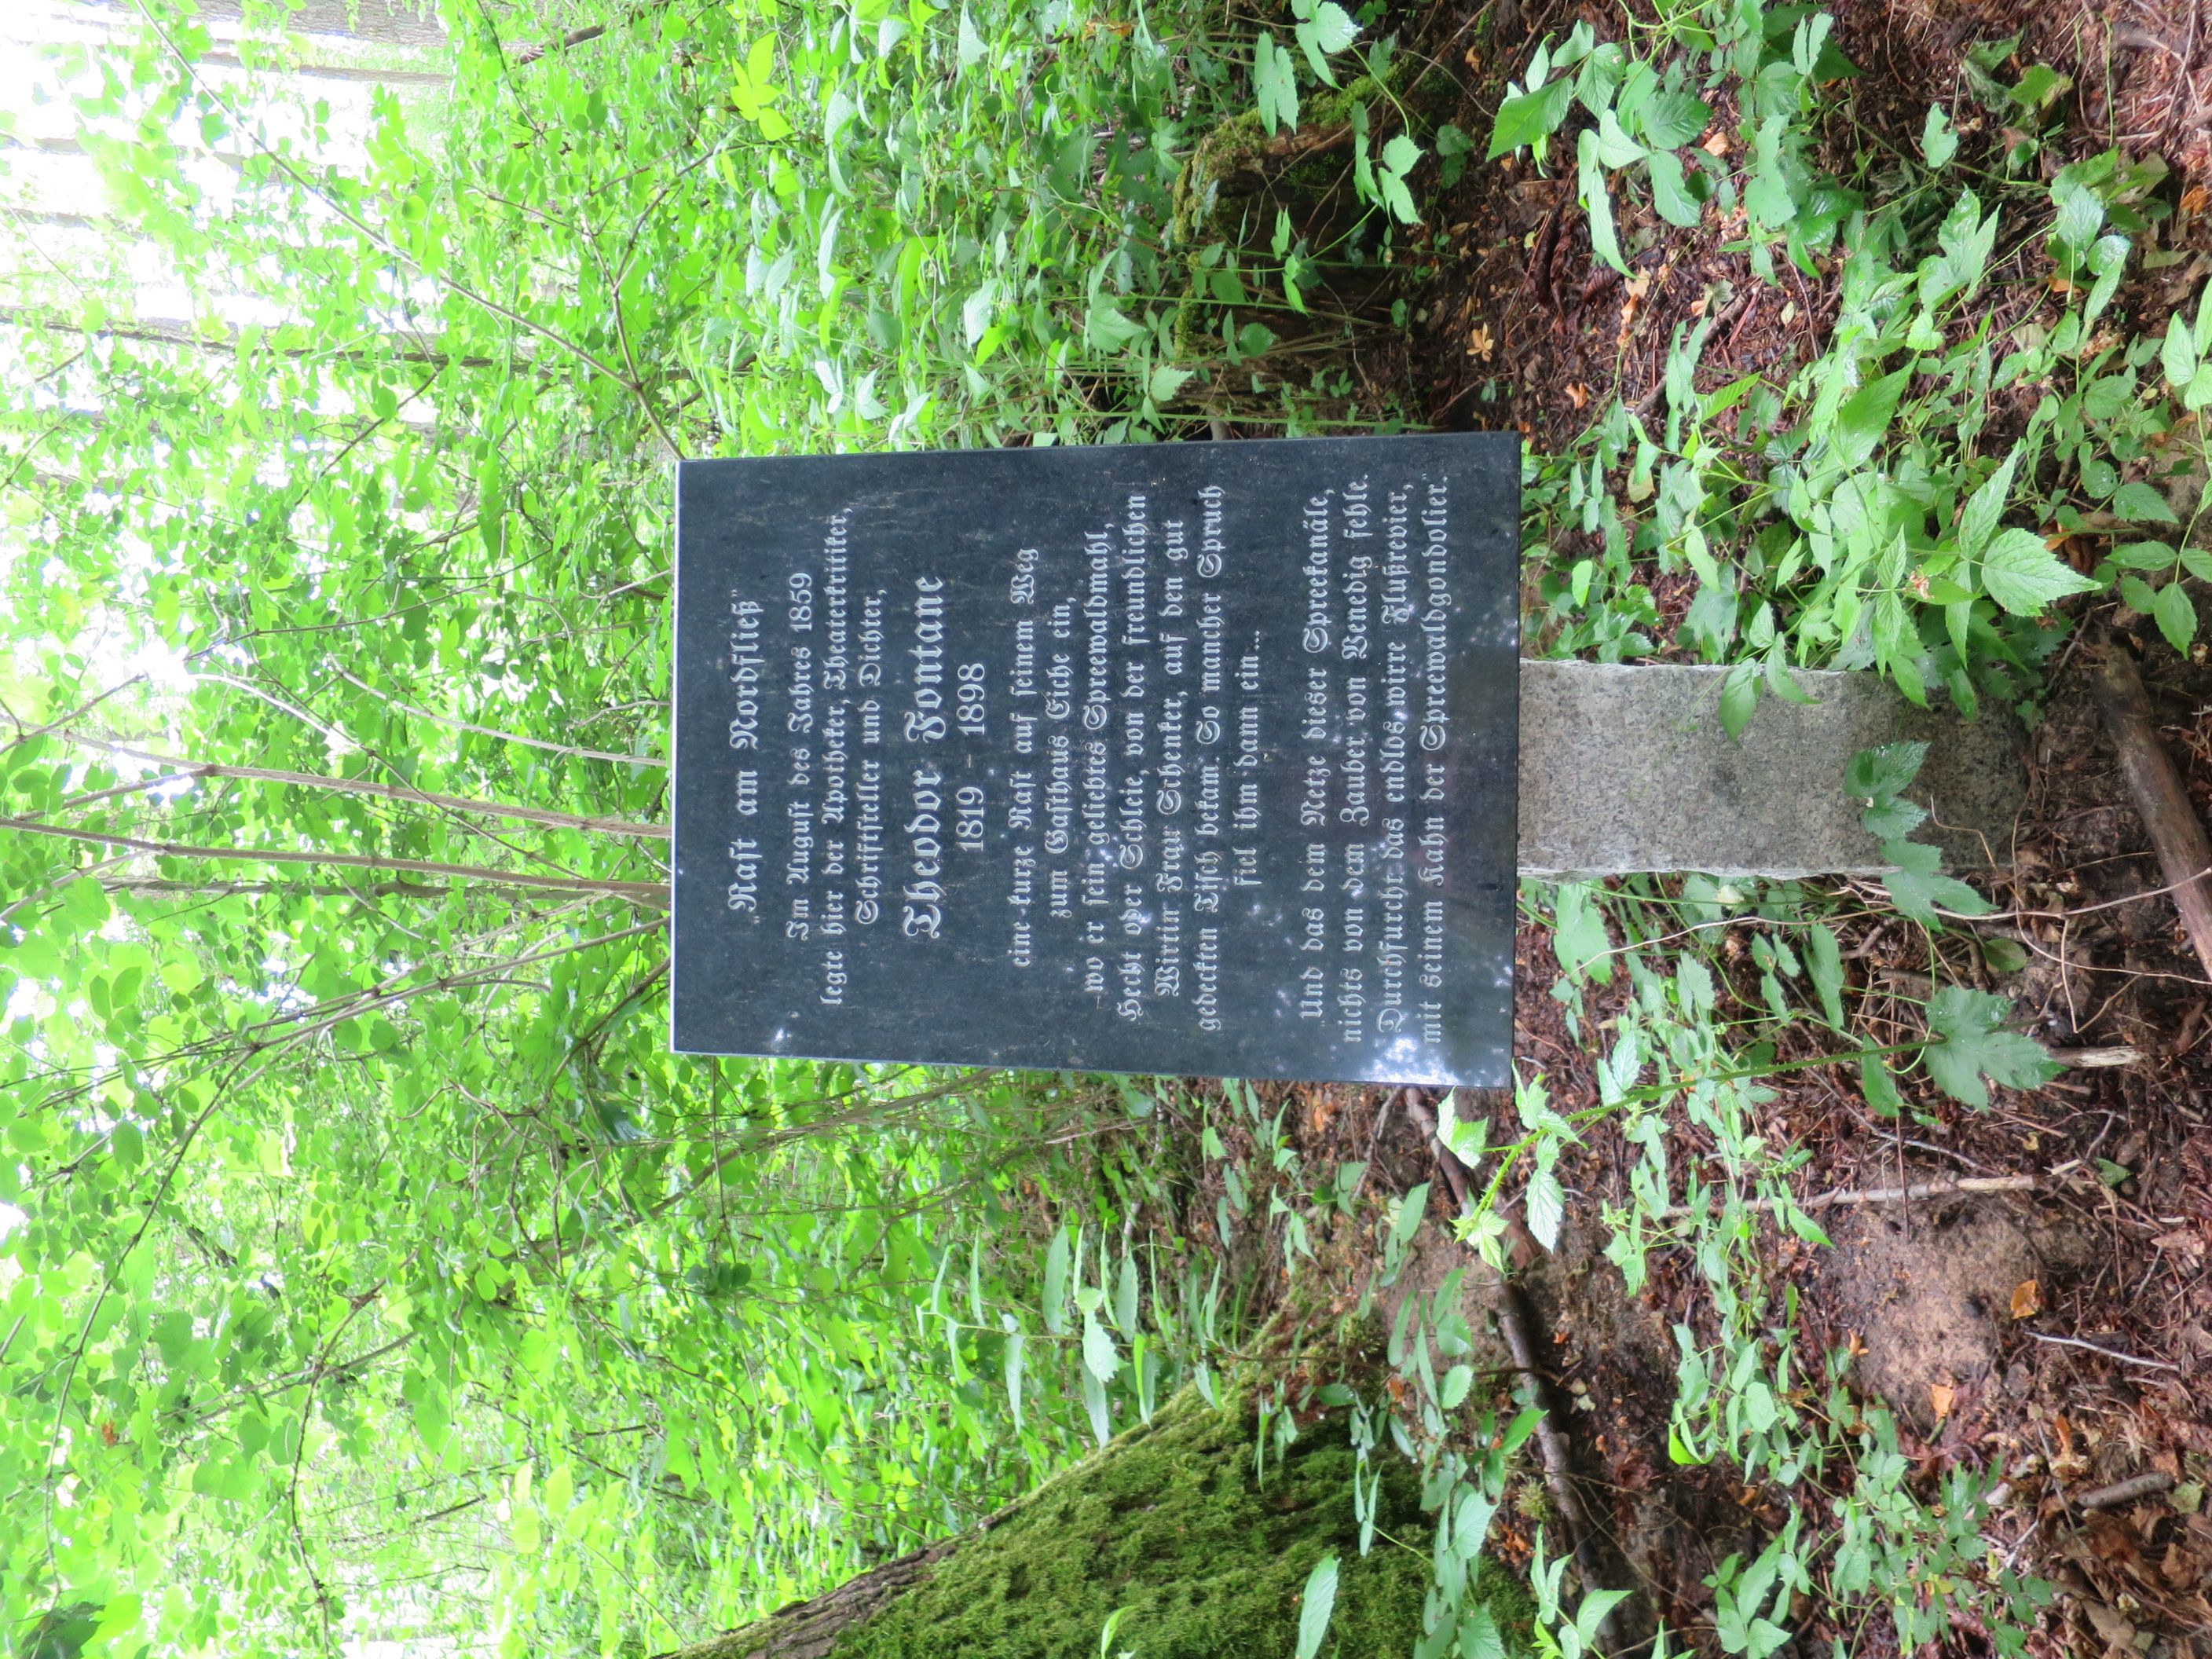 „Rast am Nordfließ"
Im August des Jahres 1859
legte hier der Apotheker, Theaterkritiker,
Schriftsteller und Dichter,
Theodor Fontane
1819 - 1898
eine kurze Rast auf seinem Weg
zum Gasthaus Eiche ein,
wo er sein geliebtes Spreewaldmahl,
Hecht oder Schleie, von der freundlichen
Wirtin Frau Schenker, auf den gut
gedeckten Tisch bekam. So mancher Spruch
fiel ihm dann ein...
„Und das dem Netze dieser Spreekanäle,
nichts von dem Zauber von Venedig fehle.
Durchfurcht das endlos wirre Flußrevier,
mit seinem Kahn der Spreewaldgondolier."